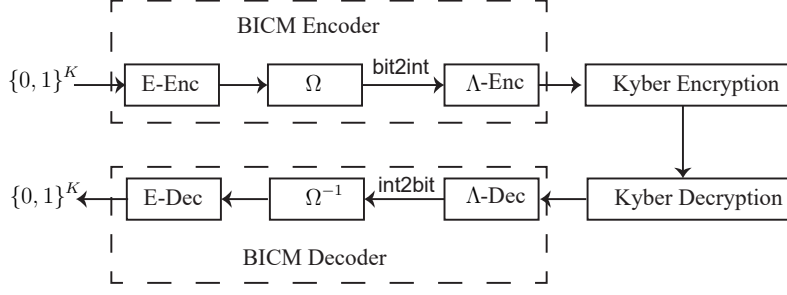 BICM Encoder
{0, 1}^K E-Enc Ω bit2int Λ-Enc Kyber Encryption
{0, 1}^K E-Dec Ω⁻¹ int2bit Λ-Dec Kyber Decryption
BICM Decoder